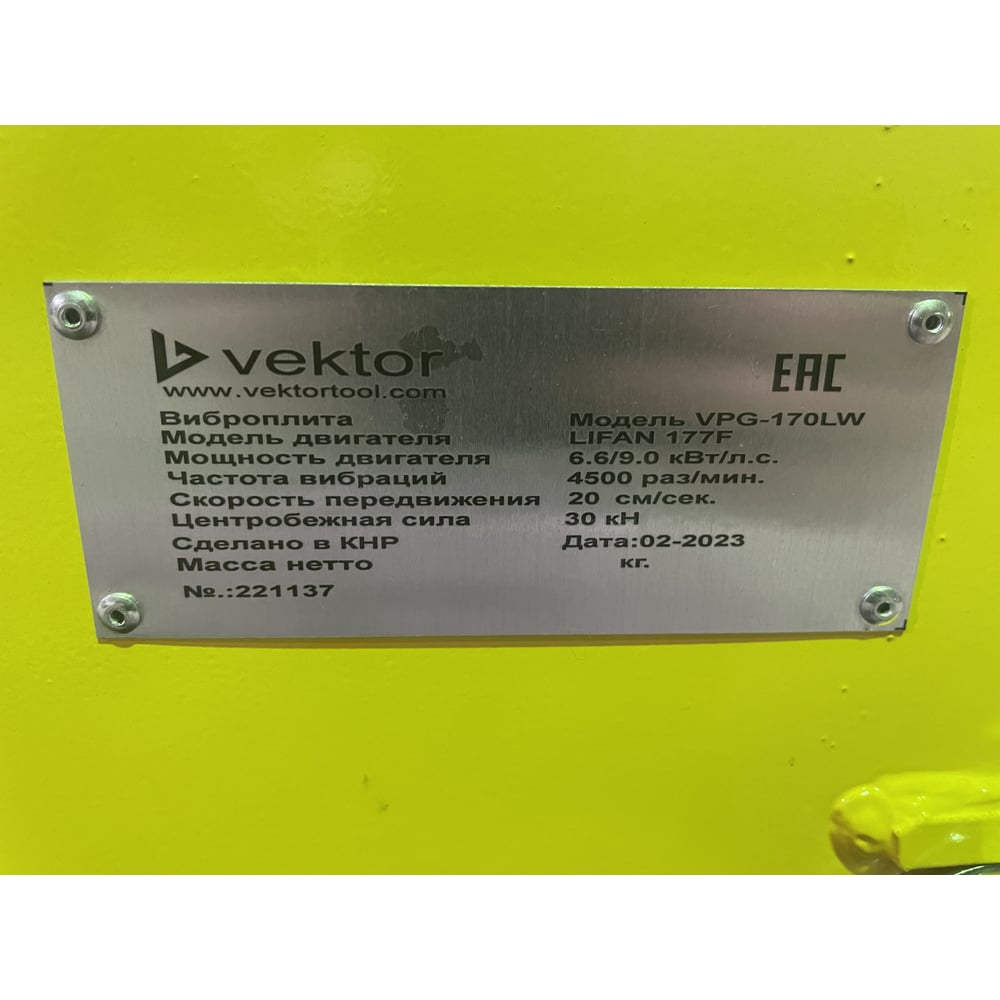 vektor
EAC
www.vektortool.com
Виброплита Модель VPG-170LW
Модель двигателя LIFAN 177F
Мощность двигателя 6.6/9.0 кВт/л.с.
Частота вибраций 4500 раз/мин.
Скорость передвижения 20 см/сек.
Центробежная сила 30 кН
Сделано в КНР Дата:02-2023
Масса нетто кг.
№.:221137